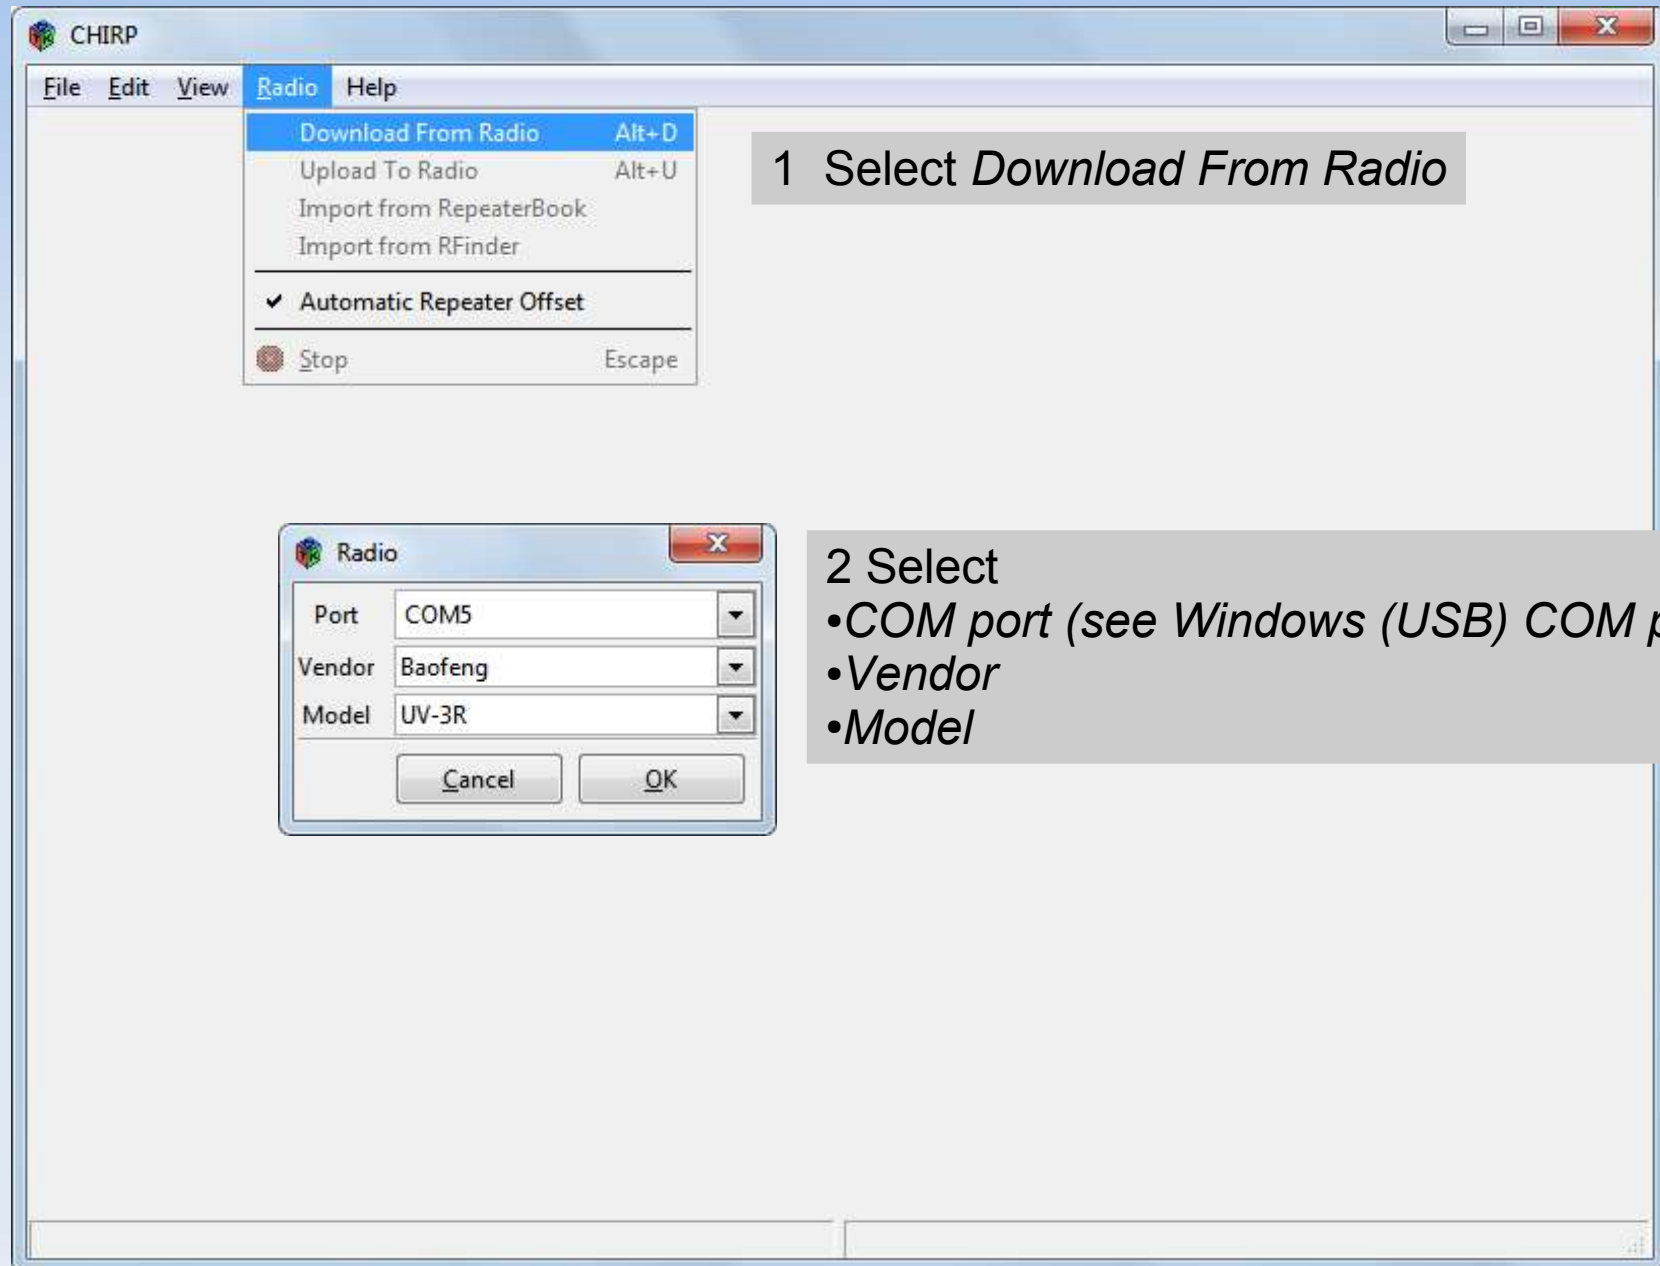 CHIRP
File Edit View Radio Help
Download From Radio Alt+D
Upload To Radio Alt+U
Import from RepeaterBook
Import from RFinder
Automatic Repeater Offset
Stop Escape
1 Select Download From Radio
Radio
Port COM5
Vendor Baofeng
Model UV-3R
Cancel OK
2 Select
•COM port (see Windows (USB) COM
•Vendor
•Model